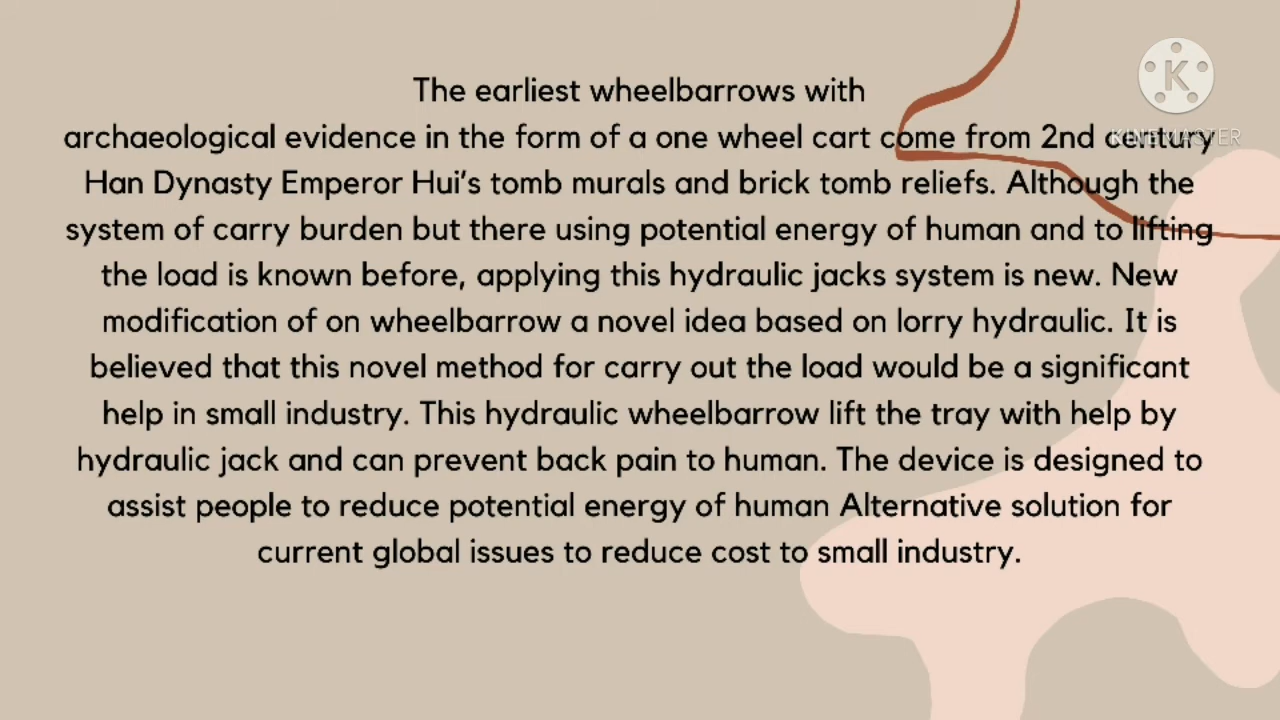 The earliest wheelbarrows with
archaeological evidence in the form of a one wheel cart come from 2nd century
Han Dynasty Emperor Hui's tomb murals and brick tomb reliefs. Although the
system of carry burden but there using potential energy of human and to lifting
the load is known before, applying this hydraulic jacks system is new. New
modification of on wheelbarrow a novel idea based on lorry hydraulic. It is
believed that this novel method for carry out the load would be a significant
help in small industry. This hydraulic wheelbarrow lift the tray with help by
hydraulic jack and can prevent back pain to human. The device is designed to
assist people to reduce potential energy of human Alternative solution for
current global issues to reduce cost to small industry.
K
KINEMASTER